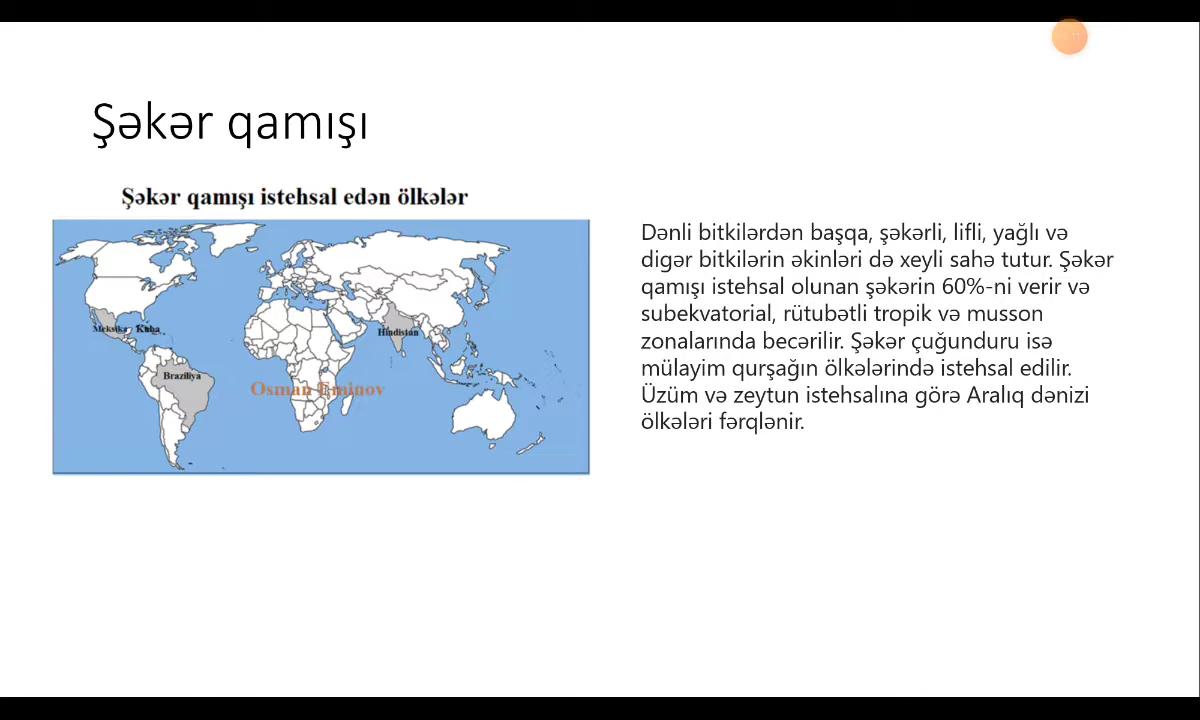 Şəkər qamışı
Şəkər qamışı istehsal edən ölkələr
Meksika
Kuba
Hindistan
Braziliya
Osman Eminov
Dənli bitkilərdən başqa, şəkərli, lifli, yağlı və
digər bitkilərin əkinləri də xeyli sahə tutur. Şəkər
qamışı istehsal olunan şəkərin 60%-ni verir və
subekvatorial, rütubətli tropik və musson
zonalarında becərilir. Şəkər çuğunduru isə
mülayim qurşağın ölkələrində istehsal edilir.
Üzüm və zeytun istehsalına görə Aralıq dənizi
ölkələri fərqlənir.